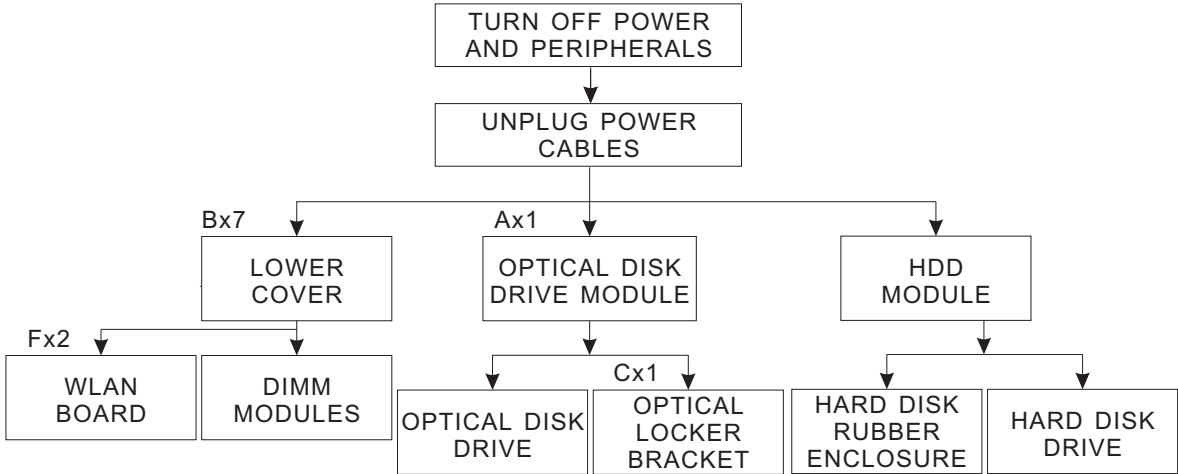 TURN OFF POWER
AND PERIPHERALS
UNPLUG POWER
CABLES
Bx7
LOWER
COVER
Ax1
OPTICAL DISK
DRIVE MODULE
HDD
MODULE
Fx2
WLAN
BOARD
DIMM
MODULES
OPTICAL DISK
DRIVE
Cx1
OPTICAL
LOCKER
BRACKET
HARD DISK
RUBBER
ENCLOSURE
HARD DISK
DRIVE